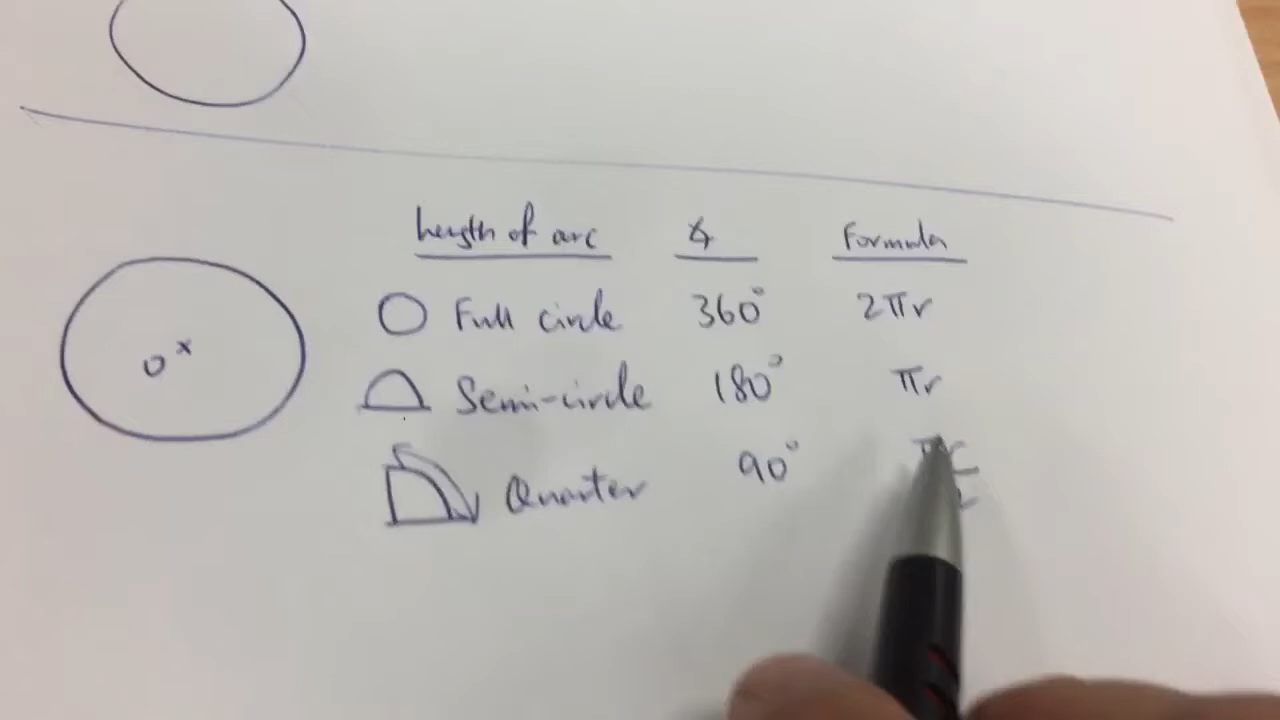 Length of arc ∡ Formula
Full circle 360° 2πr
O × Semi-circle 180° πr
Quarter 90°